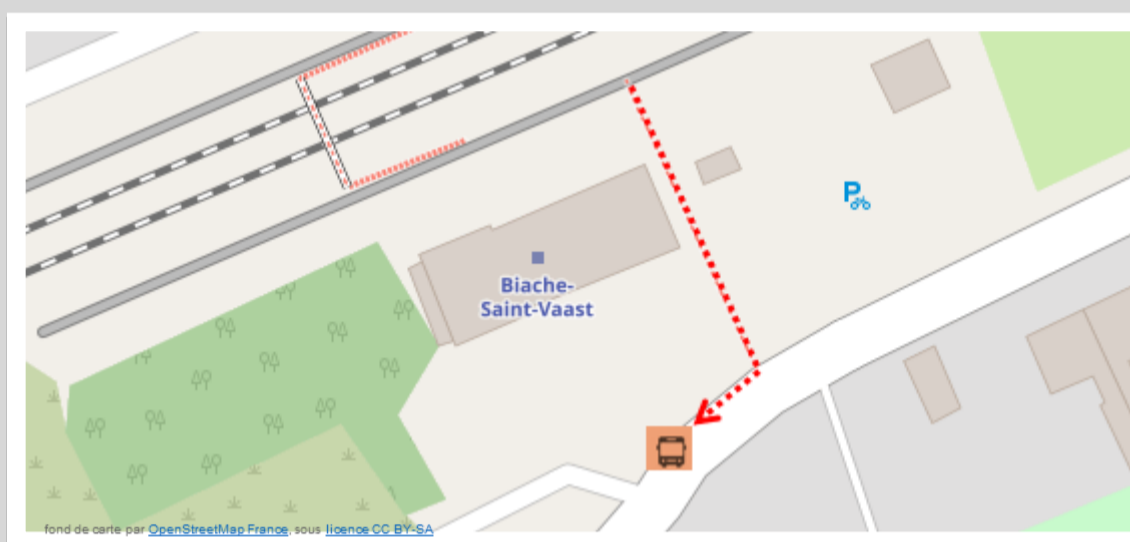 P
Biache-
Saint-Vaast
fond de carte par OpenStreetMap France, sous licence CC BY-SA